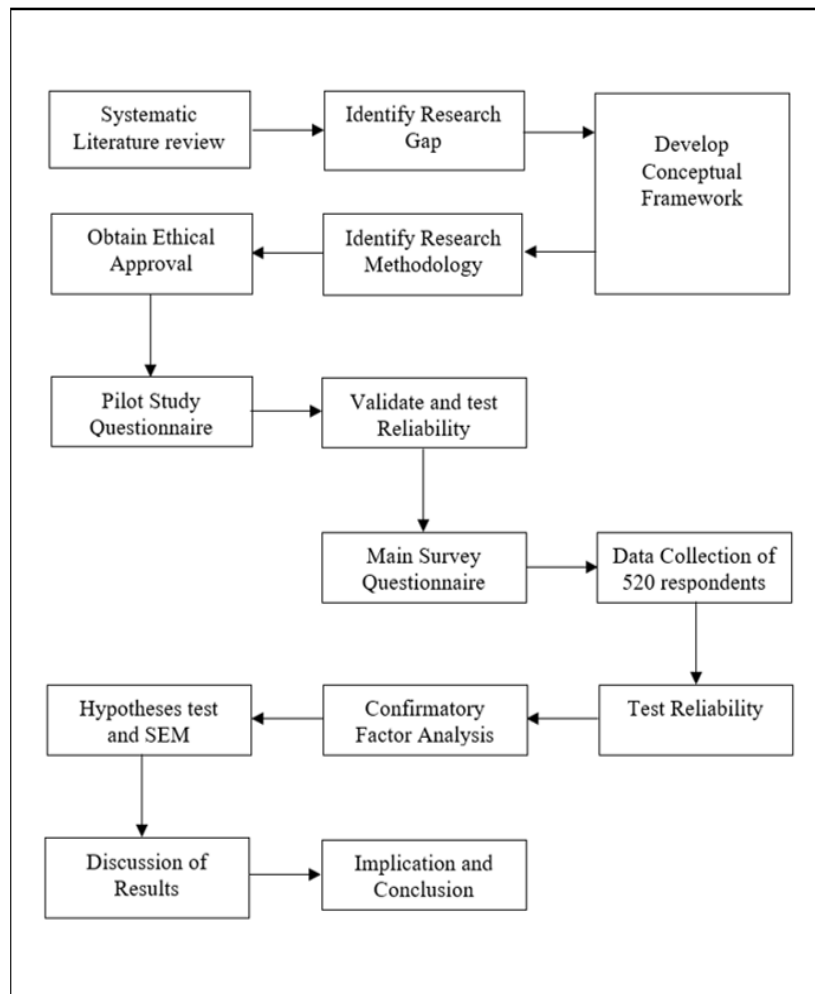 Systematic
Literature review
Identify Research
Gap
Develop
Conceptual
Framework
Obtain Ethical
Approval
Identify Research
Methodology
Pilot Study
Questionnaire
Validate and test
Reliability
Main Survey
Questionnaire
Data Collection of
520 respondents
Hypotheses test
and SEM
Confirmatory
Factor Analysis
Test Reliability
Discussion of
Results
Implication and
Conclusion